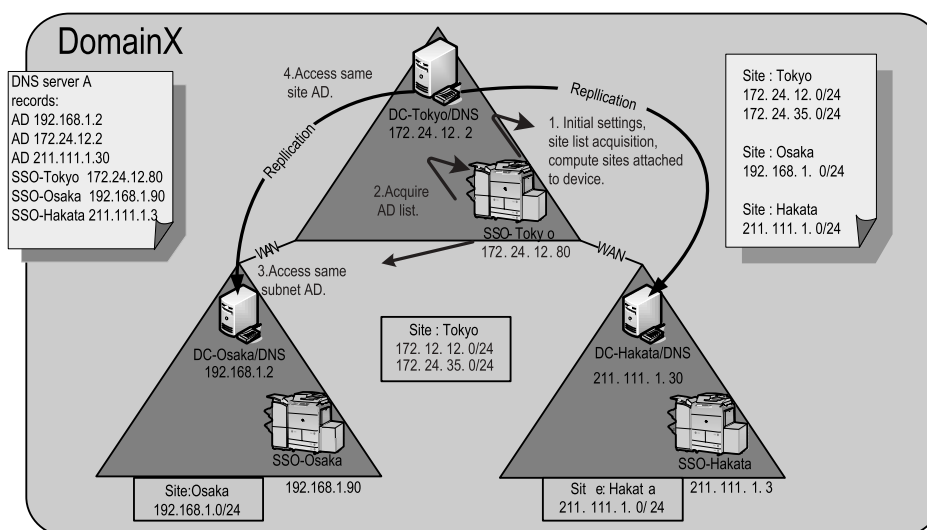 DomainX
DNS server A
records:
AD 192.168.1.2
AD 172.24.12.2
AD 211.111.1.30
SSO-Tokyo 172.24.12.80
SSO-Osaka 192.168.1.90
SSO-Hakata 211.111.1.3
4.Access same
site AD.
DC-Tokyo/DNS
172. 24. 12. 2
Repllication
Repllication
1. Initial settings,
site list acquisition,
compute sites attached
to device.
2.Acquire
AD list.
SSO- Toky o
172. 24. 12. 80
Site : Tokyo
172. 24. 12. 0/24
172. 24. 35. 0/24
Site : Osaka
192. 168. 1. 0/24
Site : Hakata
211. 111. 1. 0/24
WAN
WAN
3.Access same
subnet AD.
Site : Tokyo
172. 12. 12. 0/24
172. 24. 35. 0/24
DC-Osaka/DNS
192.168.1.2
SSO-Osaka
192.168.1.90
Site:Osaka
192.168.1.0/24
DC-Hakata/DNS
211. 111. 1. 30
SSO-Hakata
211. 111. 1. 3
Sit e: Hakat a
211. 111. 1. 0/ 24